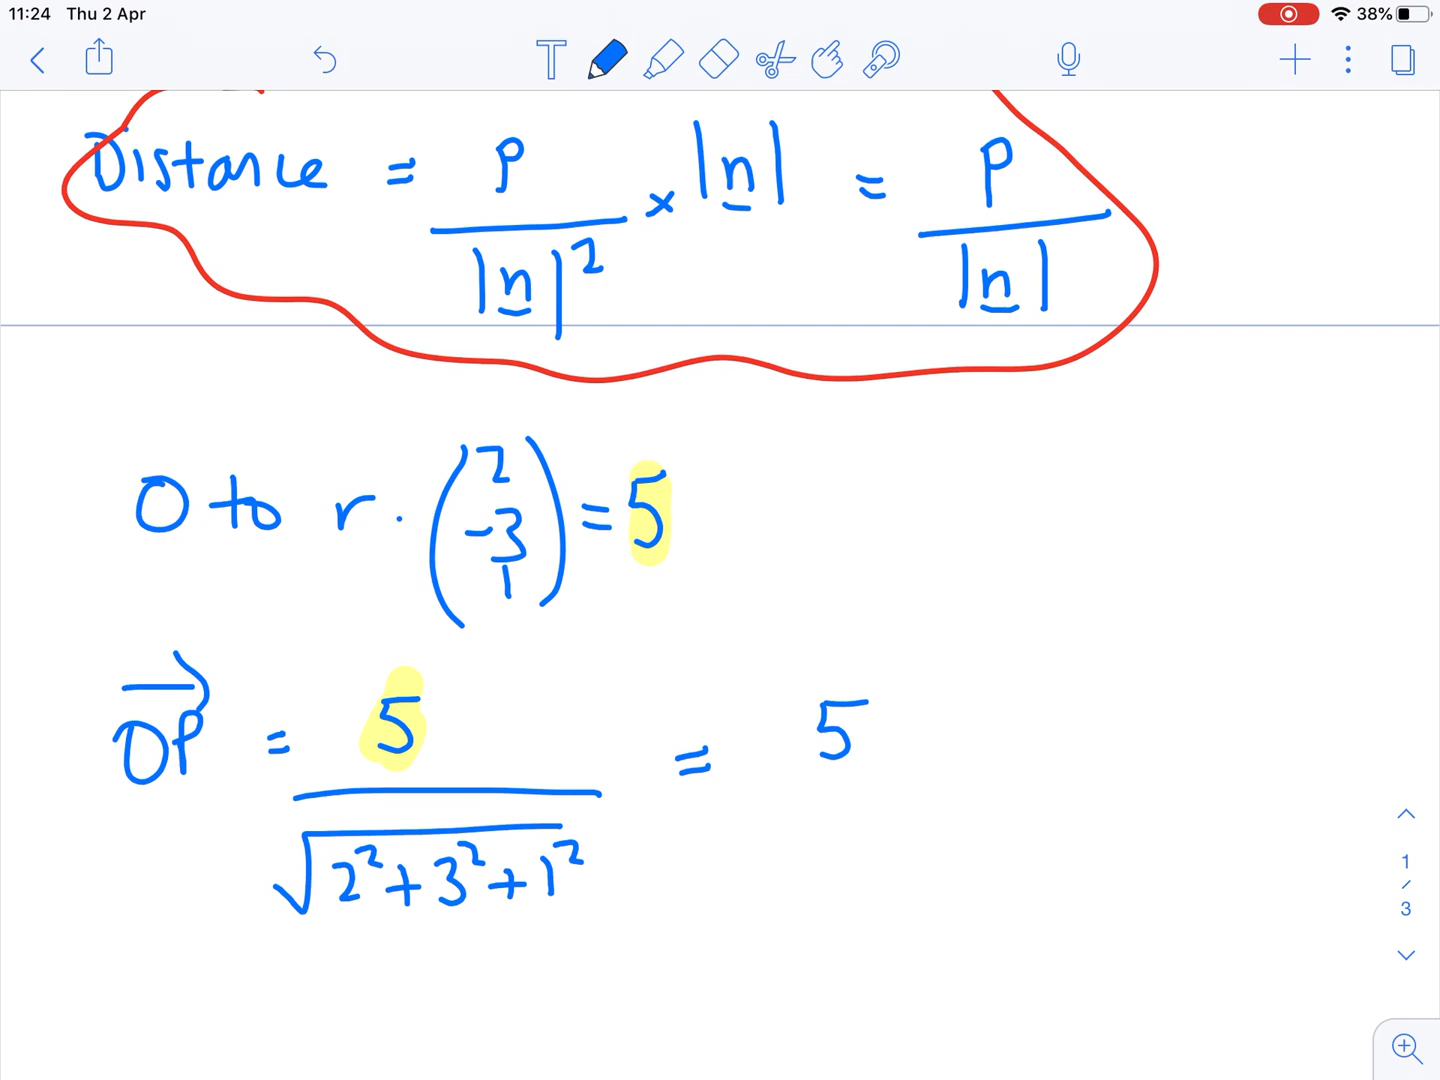 11:24 Thu 2 Apr 38%
T
Distance = P/|n|² × |n| = P/|n|
O to r. (2 -3 1) = 5
OP = 5/√2²+3²+1² = 5
1/3